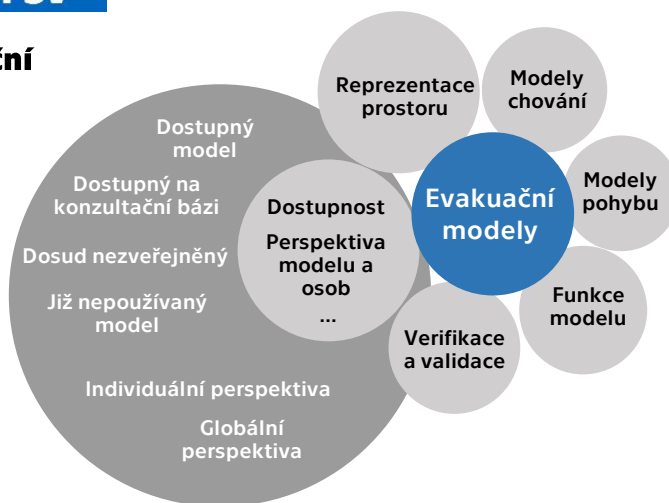 ční
Reprezentace
prostoru
Modely
chování
Dostupný
model
Dostupný na
konzultační bázi
Dosud nezveřejněný
Již nepoužívaný
model
Individuální perspektiva
Globální
perspektiva
Dostupnost
Perspektiva
modelu a
osob
...
Evakuační
modely
Modely
pohybu
Funkce
modelu
Verifikace
a validace